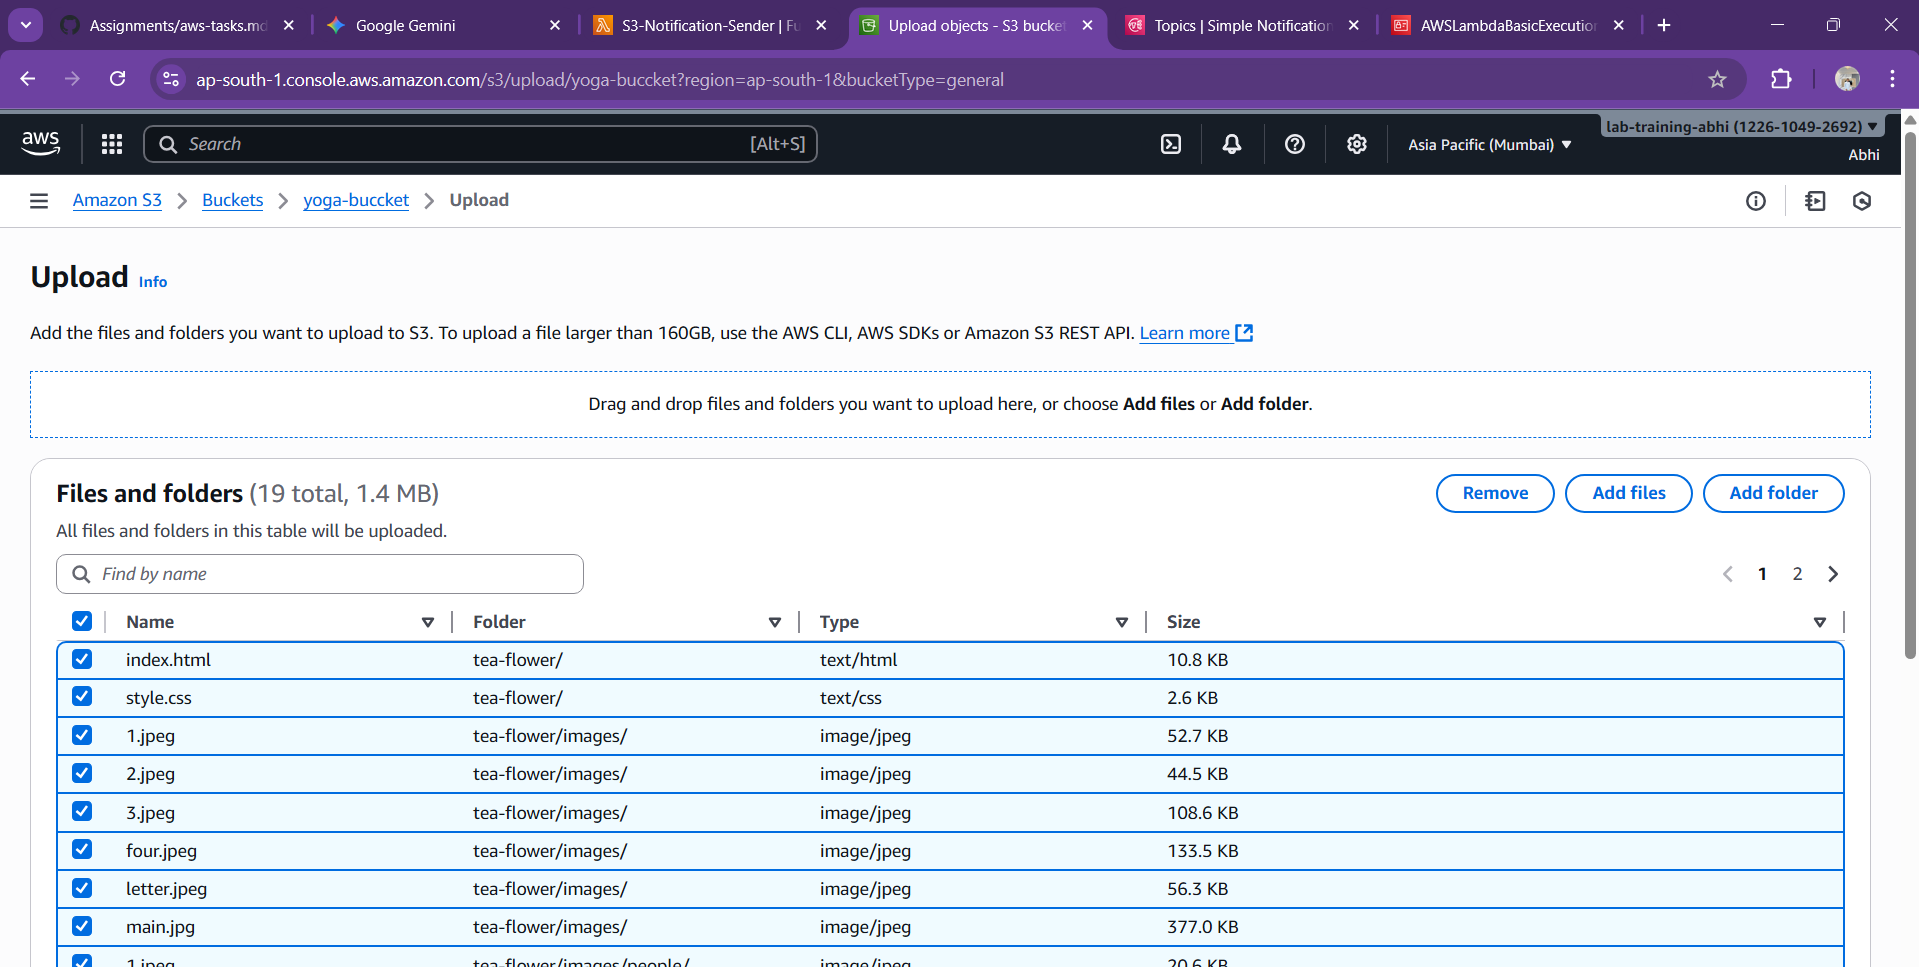 Assignments/aws-tasks.md
Google Gemini
S3-Notification-Sender | Fu
Upload objects - S3 bucket
Topics | Simple Notification
AWSLambdaBasicExecution
ap-south-1.console.aws.amazon.com/s3/upload/yoga-buccket?region=ap-south-1&bucketType=general
aws
Search
[Alt+S]
Asia Pacific (Mumbai)
lab-training-abhi (1226-1049-2692)
Abhi
Amazon S3
Buckets
yoga-buccket
Upload
Upload Info
Add the files and folders you want to upload to S3. To upload a file larger than 160GB, use the AWS CLI, AWS SDKs or Amazon S3 REST API. Learn more
Drag and drop files and folders you want to upload here, or choose Add files or Add folder.
Files and folders (19 total, 1.4 MB)
Remove
Add files
Add folder
All files and folders in this table will be uploaded.
Find by name
1 2
Name Folder Type Size
index.html tea-flower/ text/html 10.8 KB
style.css tea-flower/ text/css 2.6 KB
1.jpeg tea-flower/images/ image/jpeg 52.7 KB
2.jpeg tea-flower/images/ image/jpeg 44.5 KB
3.jpeg tea-flower/images/ image/jpeg 108.6 KB
four.jpeg tea-flower/images/ image/jpeg 133.5 KB
letter.jpeg tea-flower/images/ image/jpeg 56.3 KB
main.jpg tea-flower/images/ image/jpeg 377.0 KB
1.jpeg tea-flower/images/people/ image/jpeg 20.6 KB